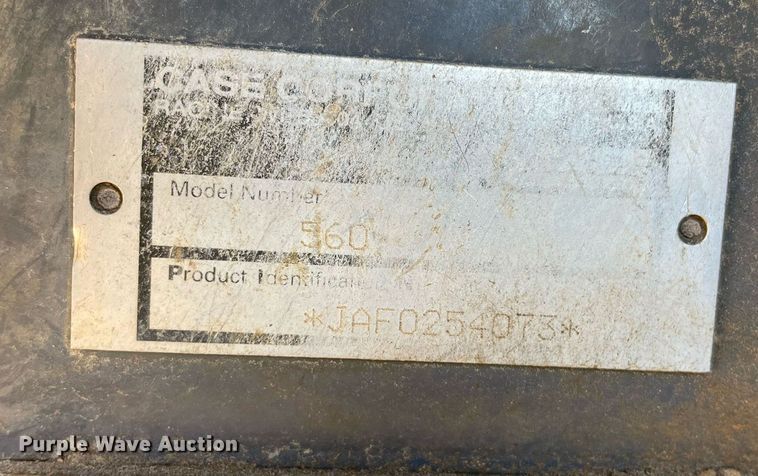 CASE CORP
Model Number
560
Product Identification
*JAF0254073*
Purple Wave Auction